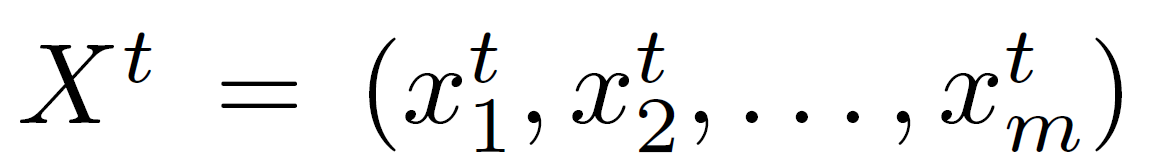 X^t = (x_1^t, x_2^t, . . . , x_m^t)